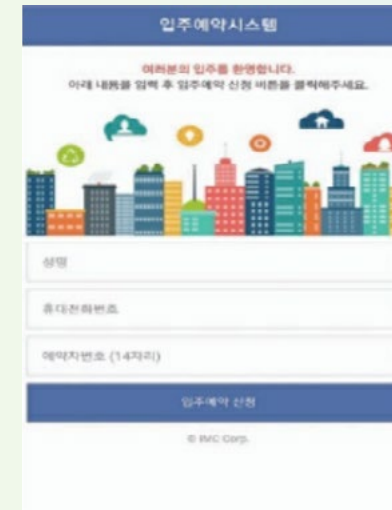 입주예약시스템
여러분의 입주를 환영합니다.
아래 내용을 입력 후 입주예약 신청 버튼을 클릭해주세요.
성명
휴대전화번호
예약자번호 (14자리)
입주예약 신청
© IMC Corp.